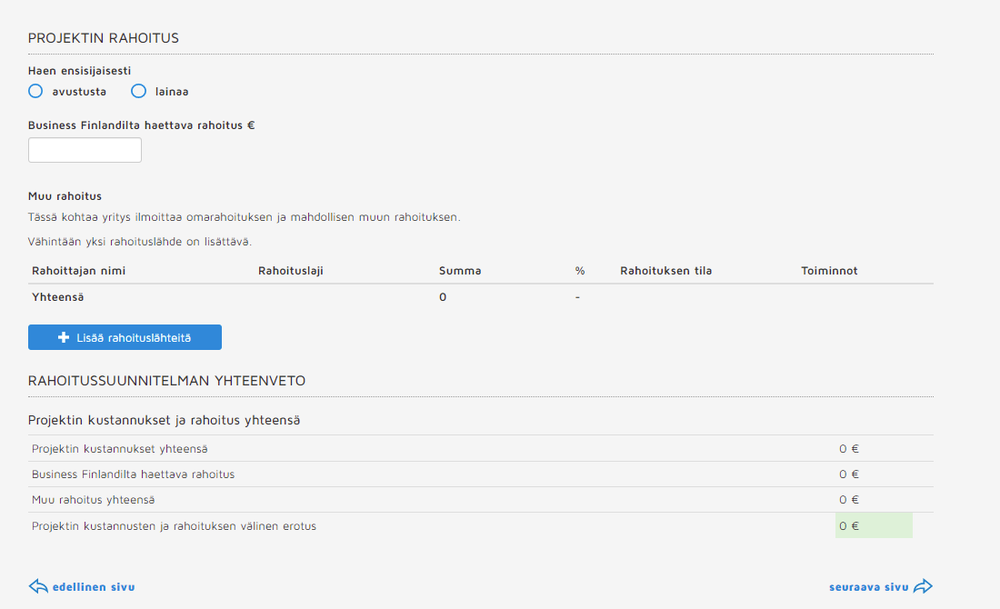 PROJEKTIN RAHOITUS
Haen ensisijaisesti
avustusta lainaa
Business Finlandilta haettava rahoitus €
Muu rahoitus
Tässä kohtaa yritys ilmoittaa omarahoituksen ja mahdollisen muun rahoituksen.
Vähintään yksi rahoituslähde on lisättävä.
Rahoittajan nimi Rahoituslaji Summa % Rahoituksen tila Toiminnot
Yhteensä 0 -
Lisää rahoituslähteitä
RAHOITUSSUUNNITELMAN YHTEENVETO
Projektin kustannukset ja rahoitus yhteensä
Projektin kustannukset yhteensä 0 €
Business Finlandilta haettava rahoitus 0 €
Muu rahoitus yhteensä 0 €
Projektin kustannusten ja rahoituksen välinen erotus 0 €
edellinen sivu seuraava sivu